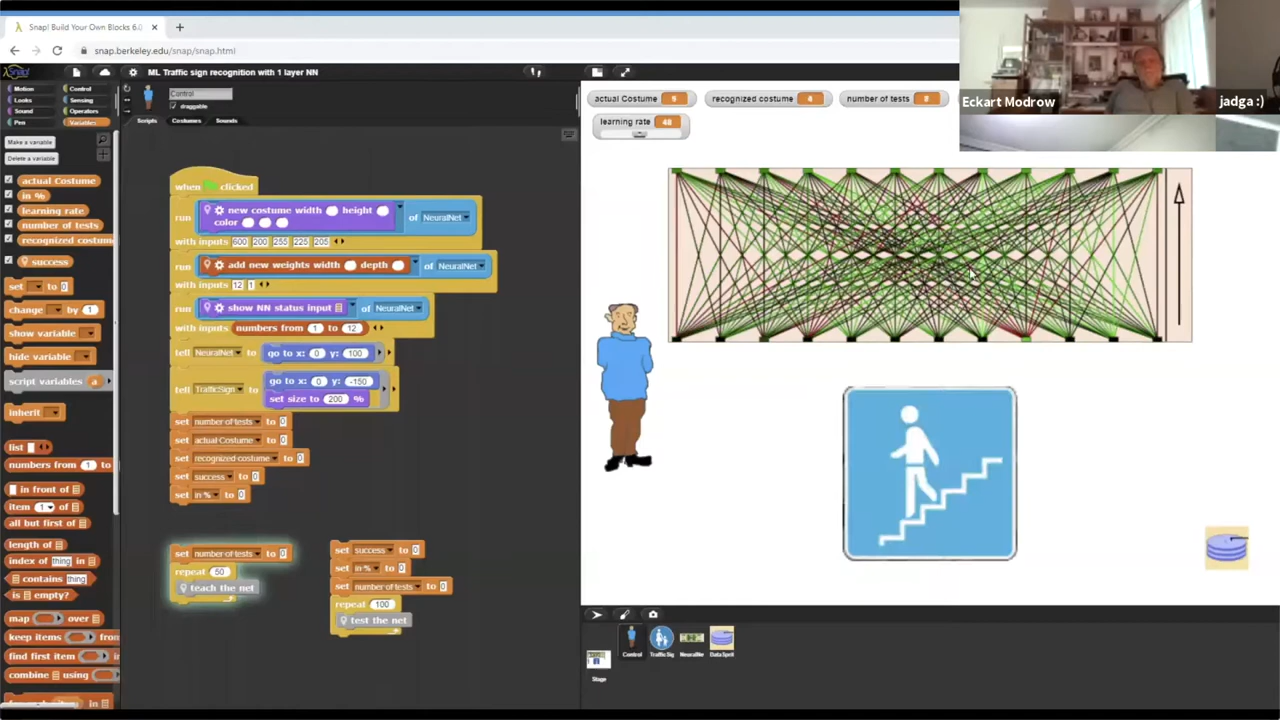 Snap! Build Your Own Blocks 6.0
snap.berkeley.edu/snap/snap.html
ML Traffic sign recognition with 1 layer NN
Motion Control
Looks Sensing
Sound Operators
Pen Variables
Make a variable
Delete a variable
actual Costume
in %
learning rate
number of tests
recognized costum
success
set to 0
change by 1
show variable
hide variable
script variables a
inherit
list
numbers from 1 to
in front of
item 1 of
all but first of
length of
index of thing in
contains thing
is empty?
map over
keep items fron
find first item in
combine using
Control
draggable
Scripts Costumes Sounds
when clicked
run new costume width height
color of NeuralNet
with inputs 600 200 255 225 205
run add new weights width depth of NeuralNet
with inputs 12 1
run show NN status input of NeuralNet
with inputs numbers from 1 to 12
tell NeuralNet to go to x: 0 y: 100
tell TrafficSign to go to x: 0 y: -150
set size to 200 %
set number of tests to 0
set actual Costume to 0
set recognized costume to 0
set success to 0
set in % to 0
set number of tests to 0
repeat 50
teach the net
set success to 0
set in % to 0
set number of tests to 0
repeat 100
test the net
actual Costume 5 recognized costume 4 number of tests 8
learning rate 48
Eckart Modrow
jadga :)
Stage
Control
Traffic Sig
NeuralNe
Data Sprit